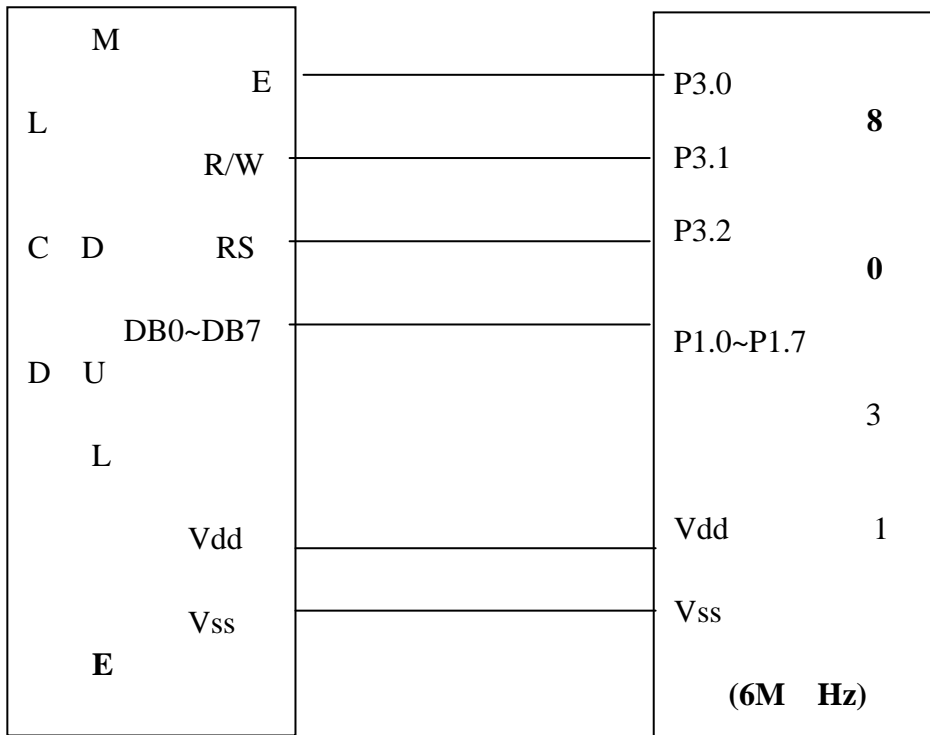 M
E P3.0
L 8
R/W P3.1
C D RS P3.2
0
DB0~DB7 P1.0~P1.7
D U
3
L
Vdd Vdd 1
Vss Vss
E
(6M Hz)